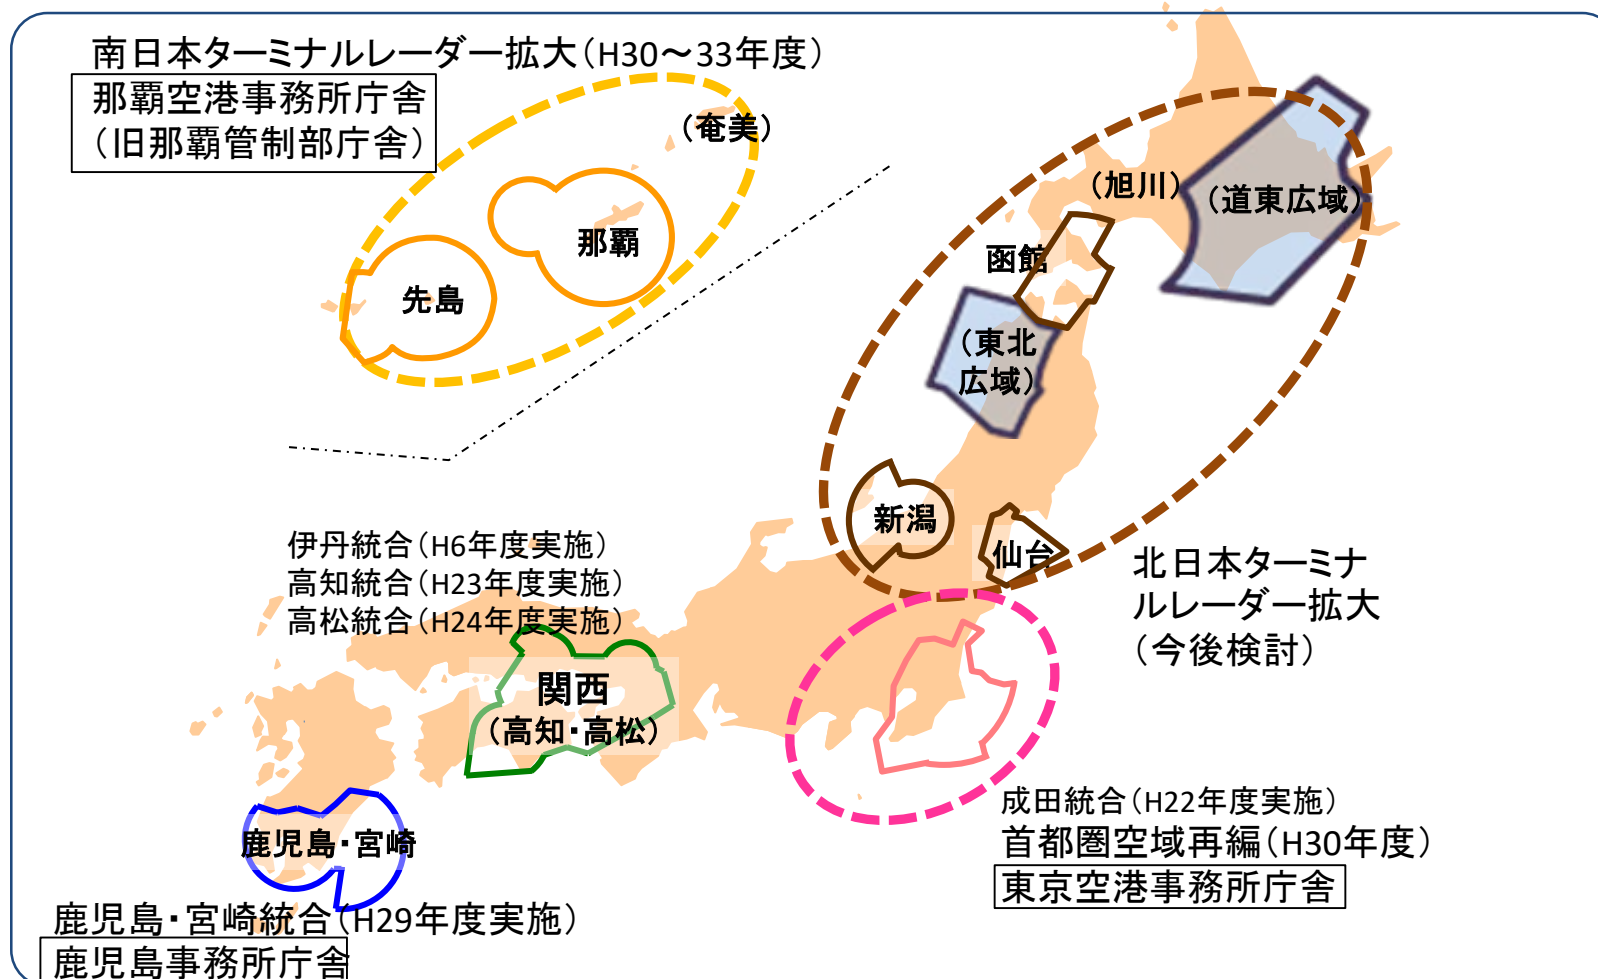 南日本ターミナルレーダー拡大（H30～33年度）
那覇空港事務所庁舎
（旧那覇管制部庁舎）
（奄美）
那覇
先島
（旭川）
（道東広域）
函館
（東北
広域）
新潟
仙台
北日本ターミナ
ルレーダー拡大
（今後検討）
伊丹統合（H6年度実施）
高知統合（H23年度実施）
高松統合（H24年度実施）
関西
（高知・高松）
成田統合（H22年度実施）
首都圏空域再編（H30年度）
東京空港事務所庁舎
鹿児島・宮崎
鹿児島・宮崎統合（H29年度実施）
鹿児島事務所庁舎